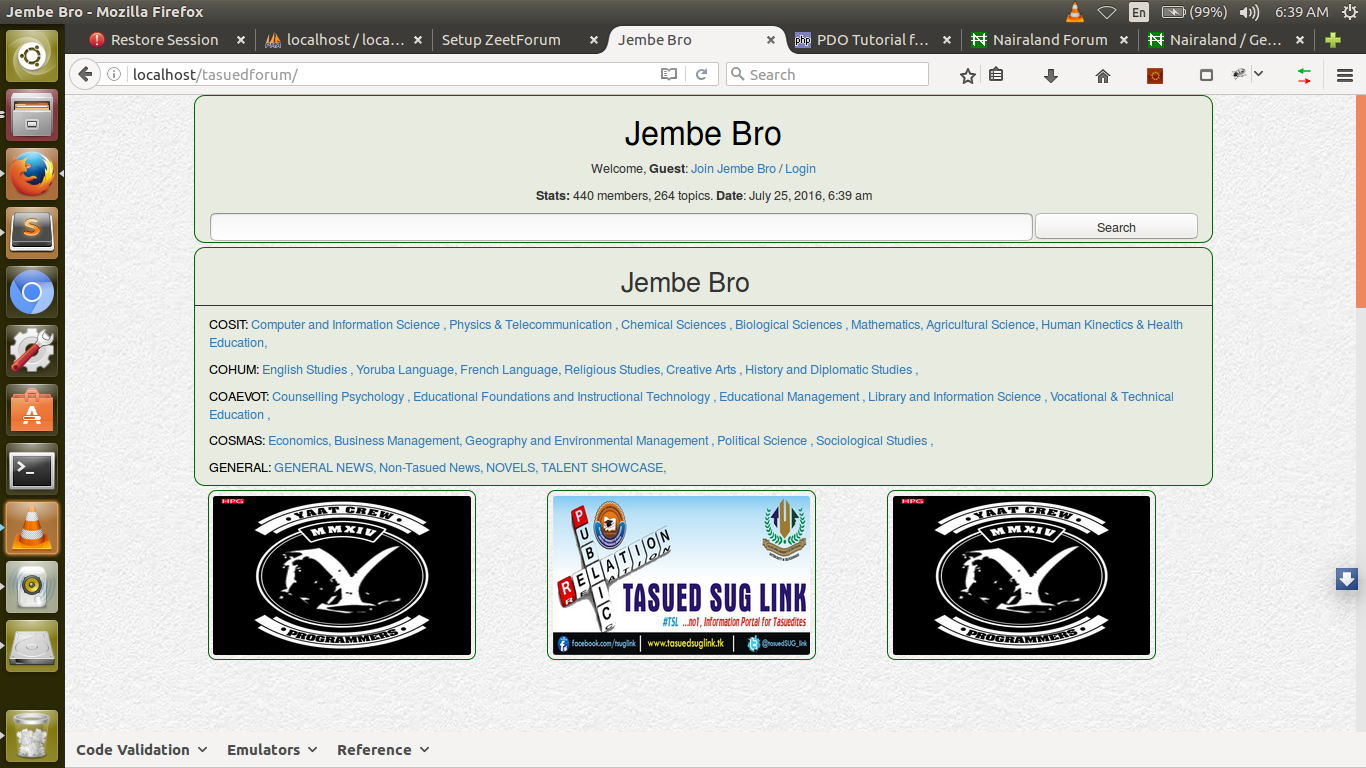 Jembe Bro - Mozilla Firefox
En
(99%)
6:39 AM
Restore Session
localhost / loca...
Setup ZeetForum
Jembe Bro
PDO Tutorial f...
Nairaland Forum
Nairaland / Ge...
localhost/tasuedforum/
Search
Jembe Bro
Welcome, Guest: Join Jembe Bro / Login
Stats: 440 members, 264 topics. Date: July 25, 2016, 6:39 am
Search
Jembe Bro
COSIT: Computer and Information Science , Physics & Telecommunication , Chemical Sciences , Biological Sciences , Mathematics, Agricultural Science, Human Kinectics & Health
Education,
COHUM: English Studies , Yoruba Language, French Language, Religious Studies, Creative Arts , History and Diplomatic Studies ,
COAEVOT: Counselling Psychology , Educational Foundations and Instructional Technology , Educational Management , Library and Information Science , Vocational & Technical
Education ,
COSMAS: Economics, Business Management, Geography and Environmental Management , Political Science , Sociological Studies ,
GENERAL: GENERAL NEWS, Non-Tasued News, NOVELS, TALENT SHOWCASE,
HPG
YAAT CREW
MMXIV
PROGRAMMERS
PUBLICS
RELATION
TASUED SUG LINK
#TSL ...no1, Information Portal for Tasuedites
facebook.com/tsuglink
www.tasuedsuglink.tk
@tasuedSUG_link
HPG
YAAT CREW
MMXIV
PROGRAMMERS
Code Validation
Emulators
Reference